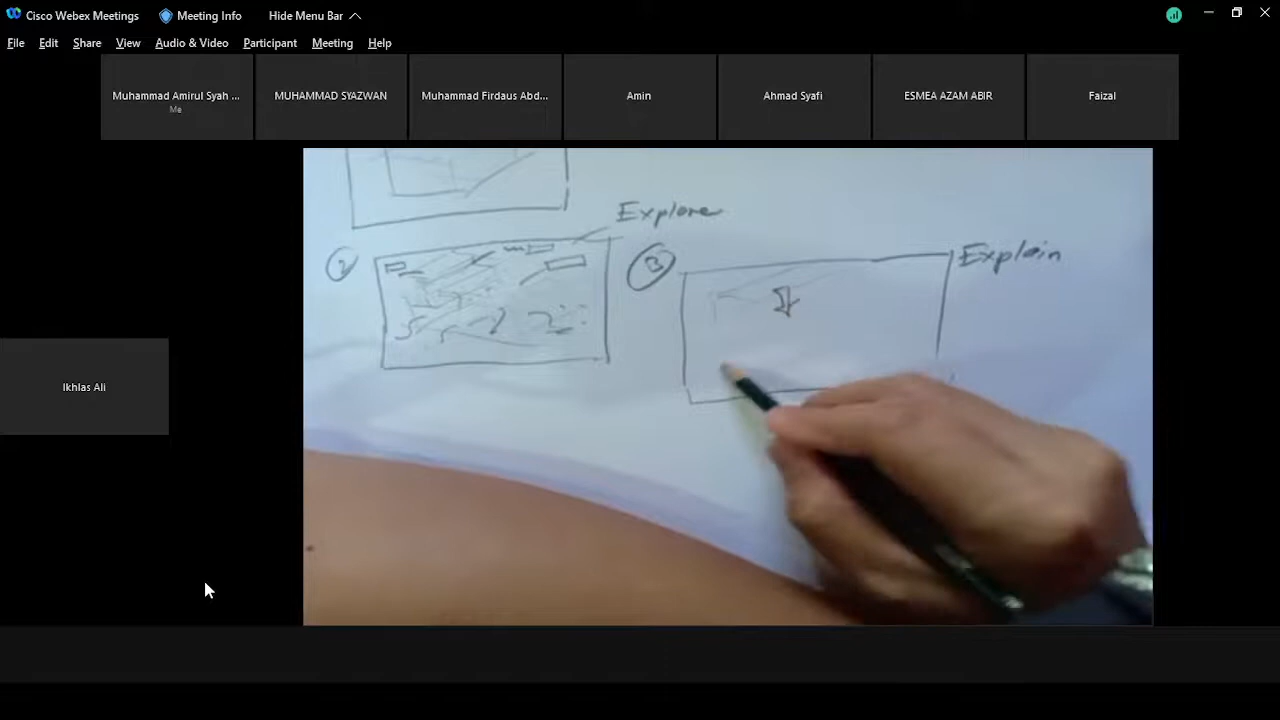 Cisco Webex Meetings Meeting Info Hide Menu Bar
File Edit Share View Audio & Video Participant Meeting Help
Muhammad Amirul Syah ... MUHAMMAD SYAZWAN Muhammad Firdaus Abd... Amin Ahmad Syafi ESMEA AZAM ABIR Faizal
Me
Explore
2 3 Explain
Ikhlas Ali